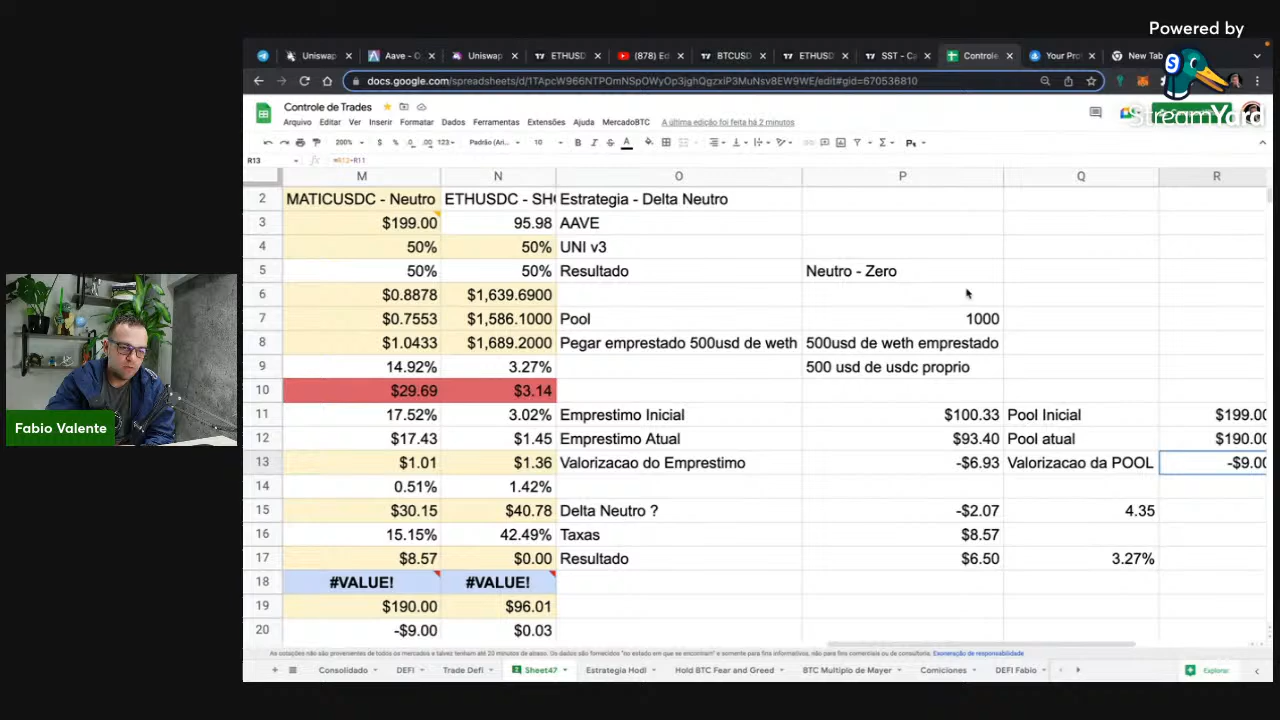 Powered by
StreamYard
Uniswap
Aave - O
Uniswap
ETHUSD
(878) Ed
BTCUSD
ETHUSD
SST - Ca
Controle
Your Pro
New Tab
docs.google.com/spreadsheets/d/1TApcW966NTPOmNSpOWyOp3jghQgzxiP3MuNsv8EW9WE/edit#gid=670536810
Controle de Trades
Arquivo Editar Ver Inserir Formatar Dados Ferramentas Extensões Ajuda MercadoBTC A última edição foi feita há 2 minutos
200% $ % .0 .00 123 Padrão (Ari... 10 B I S A
R13 fx =R12-R11
M N O P Q R
2 MATICUSDC - Neutro ETHUSDC - SHO Estrategia - Delta Neutro
3 $199.00 95.98 AAVE
4 50% 50% UNI v3
5 50% 50% Resultado Neutro - Zero
6 $0.8878 $1,639.6900
7 $0.7553 $1,586.1000 Pool 1000
8 $1.0433 $1,689.2000 Pegar emprestado 500usd de weth 500usd de weth emprestado
9 14.92% 3.27% 500 usd de usdc proprio
10 $29.69 $3.14
11 17.52% 3.02% Emprestimo Inicial $100.33 Pool Inicial $199.00
12 $17.43 $1.45 Emprestimo Atual $93.40 Pool atual $190.00
13 $1.01 $1.36 Valorizacao do Emprestimo -$6.93 Valorizacao da POOL -$9.00
14 0.51% 1.42%
15 $30.15 $40.78 Delta Neutro ? -$2.07 4.35
16 15.15% 42.49% Taxas $8.57
17 $8.57 $0.00 Resultado $6.50 3.27%
18 #VALUE! #VALUE!
19 $190.00 $96.01
20 -$9.00 $0.03
As cotações não são provenientes de todos os mercados e talvez tenham até 20 minutos de atraso. Os dados são fornecidos "no estado em que se encontram" e somente para fins informativos, não para fins comerciais ou de consultoria. Exoneração de responsabilidade
Consolidado DEFI Trade Defi 2 Sheet47 Estrategia Hodl Hold BTC Fear and Greed BTC Multiplo de Mayer Comiciones DEFI Fabio Explorar
Fabio Valente